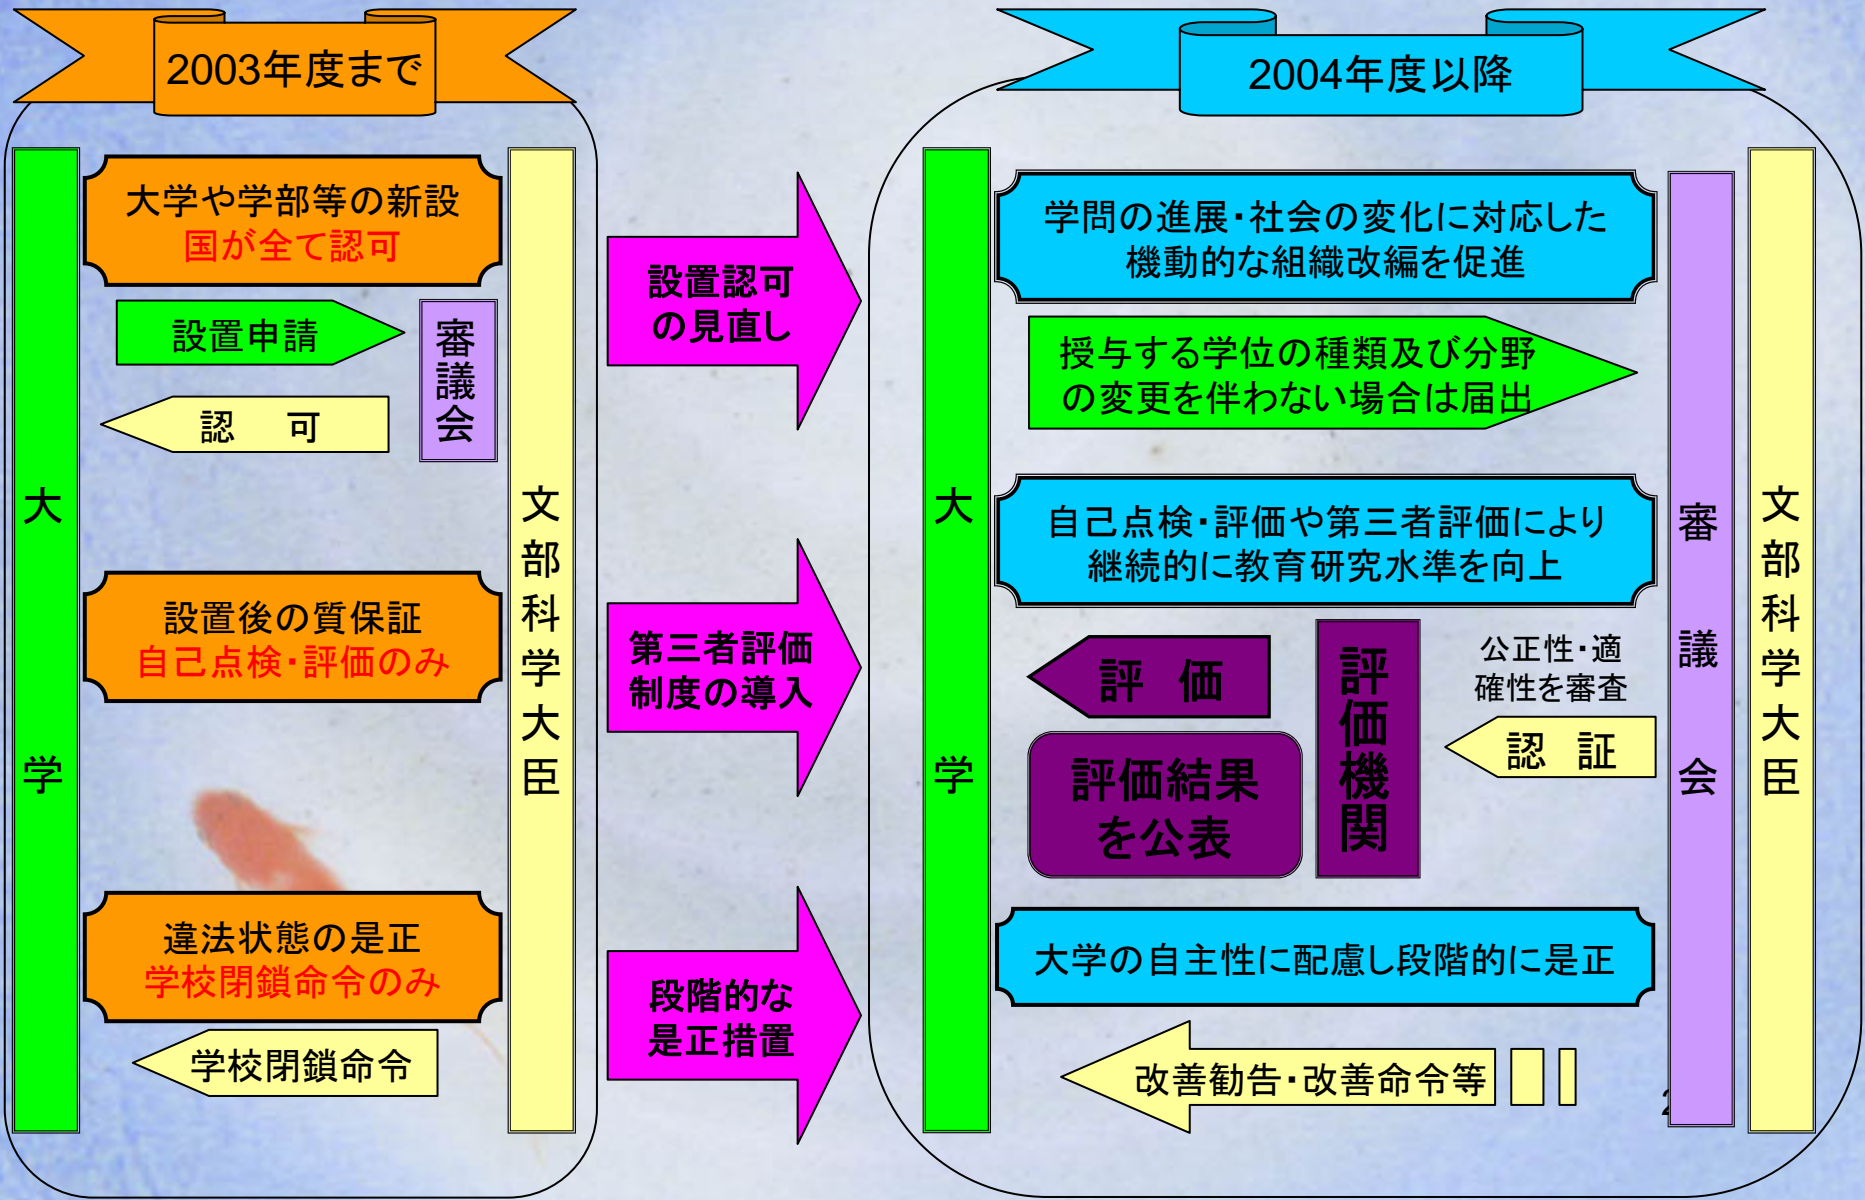 2003年度まで
大学
大学や学部等の新設
国が全て認可
設置申請
認　可
審議会
設置後の質保証
自己点検・評価のみ
違法状態の是正
学校閉鎖命令のみ
学校閉鎖命令
文部科学大臣
設置認可
の見直し
第三者評価
制度の導入
段階的な
是正措置
2004年度以降
大学
学問の進展・社会の変化に対応した
機動的な組織改編を促進
授与する学位の種類及び分野
の変更を伴わない場合は届出
自己点検・評価や第三者評価により
継続的に教育研究水準を向上
評　価
評価結果
を公表
評価機関
公正性・適
確性を審査
認　証
大学の自主性に配慮し段階的に是正
改善勧告・改善命令等
審議会
文部科学大臣